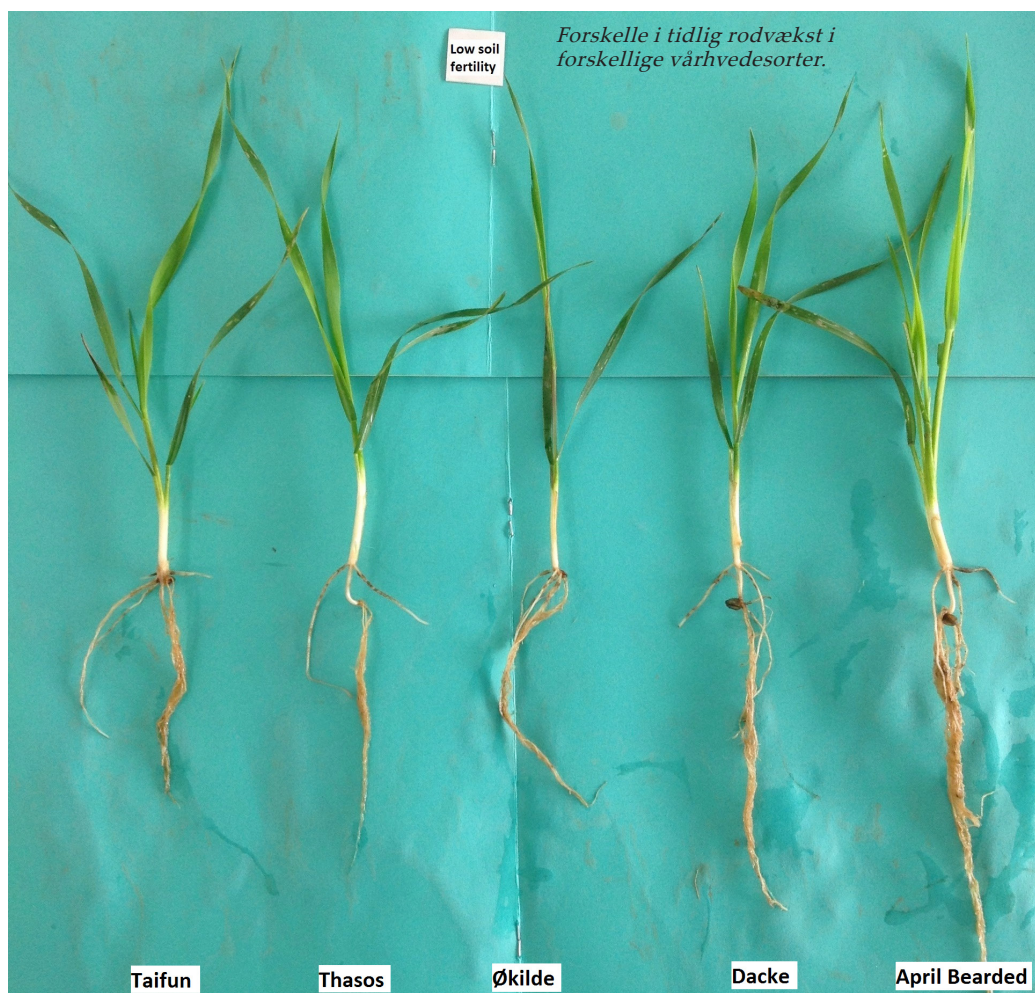 Low soil
fertility
Forskelle i tidlig rodvækst i
forskellige vårhvedesorter.
Taifun
Thasos
Økilde
Dacke
April Bearded